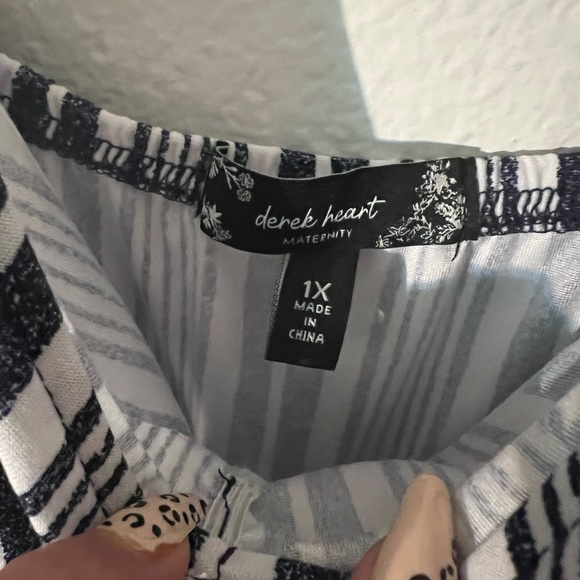 derek heart
MATERNITY
1X
MADE
IN
CHINA